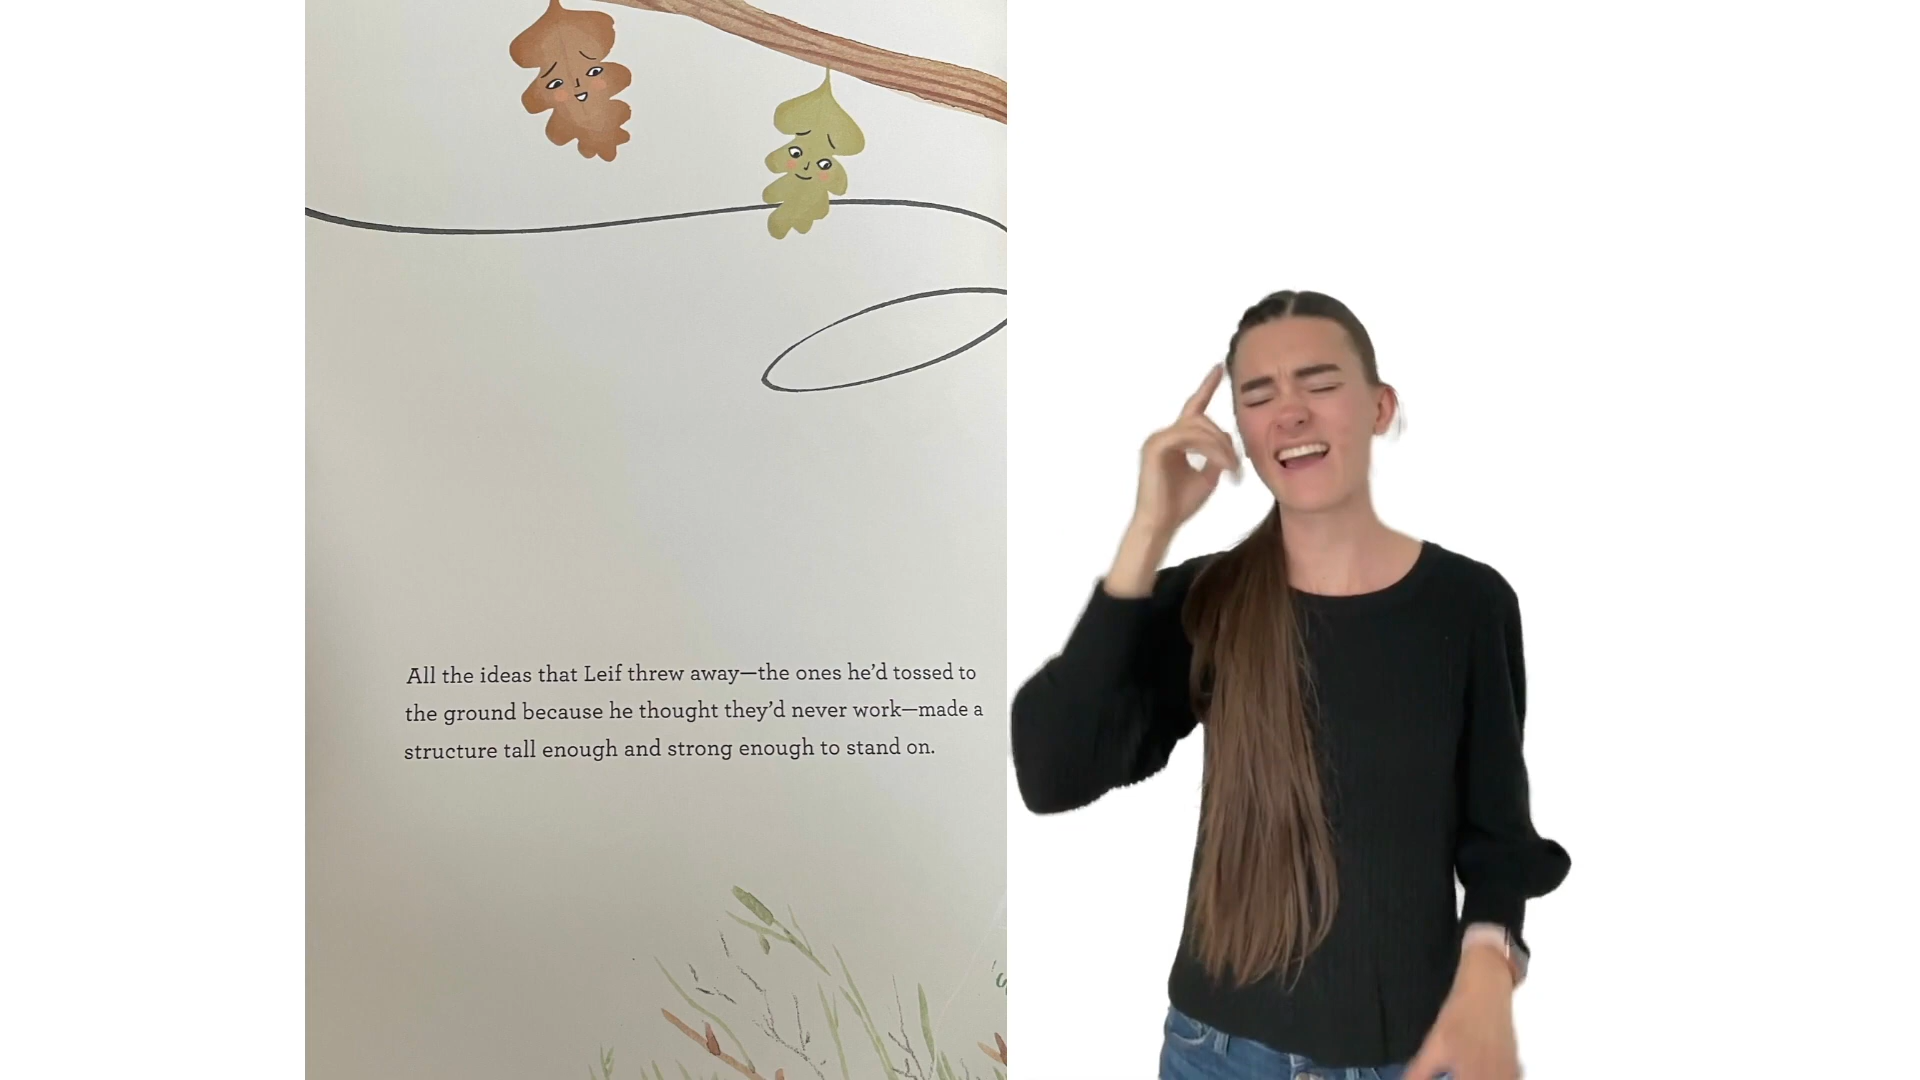 All the ideas that Leif threw away—the ones he’d tossed to
the ground because he thought they’d never work—made a
structure tall enough and strong enough to stand on.